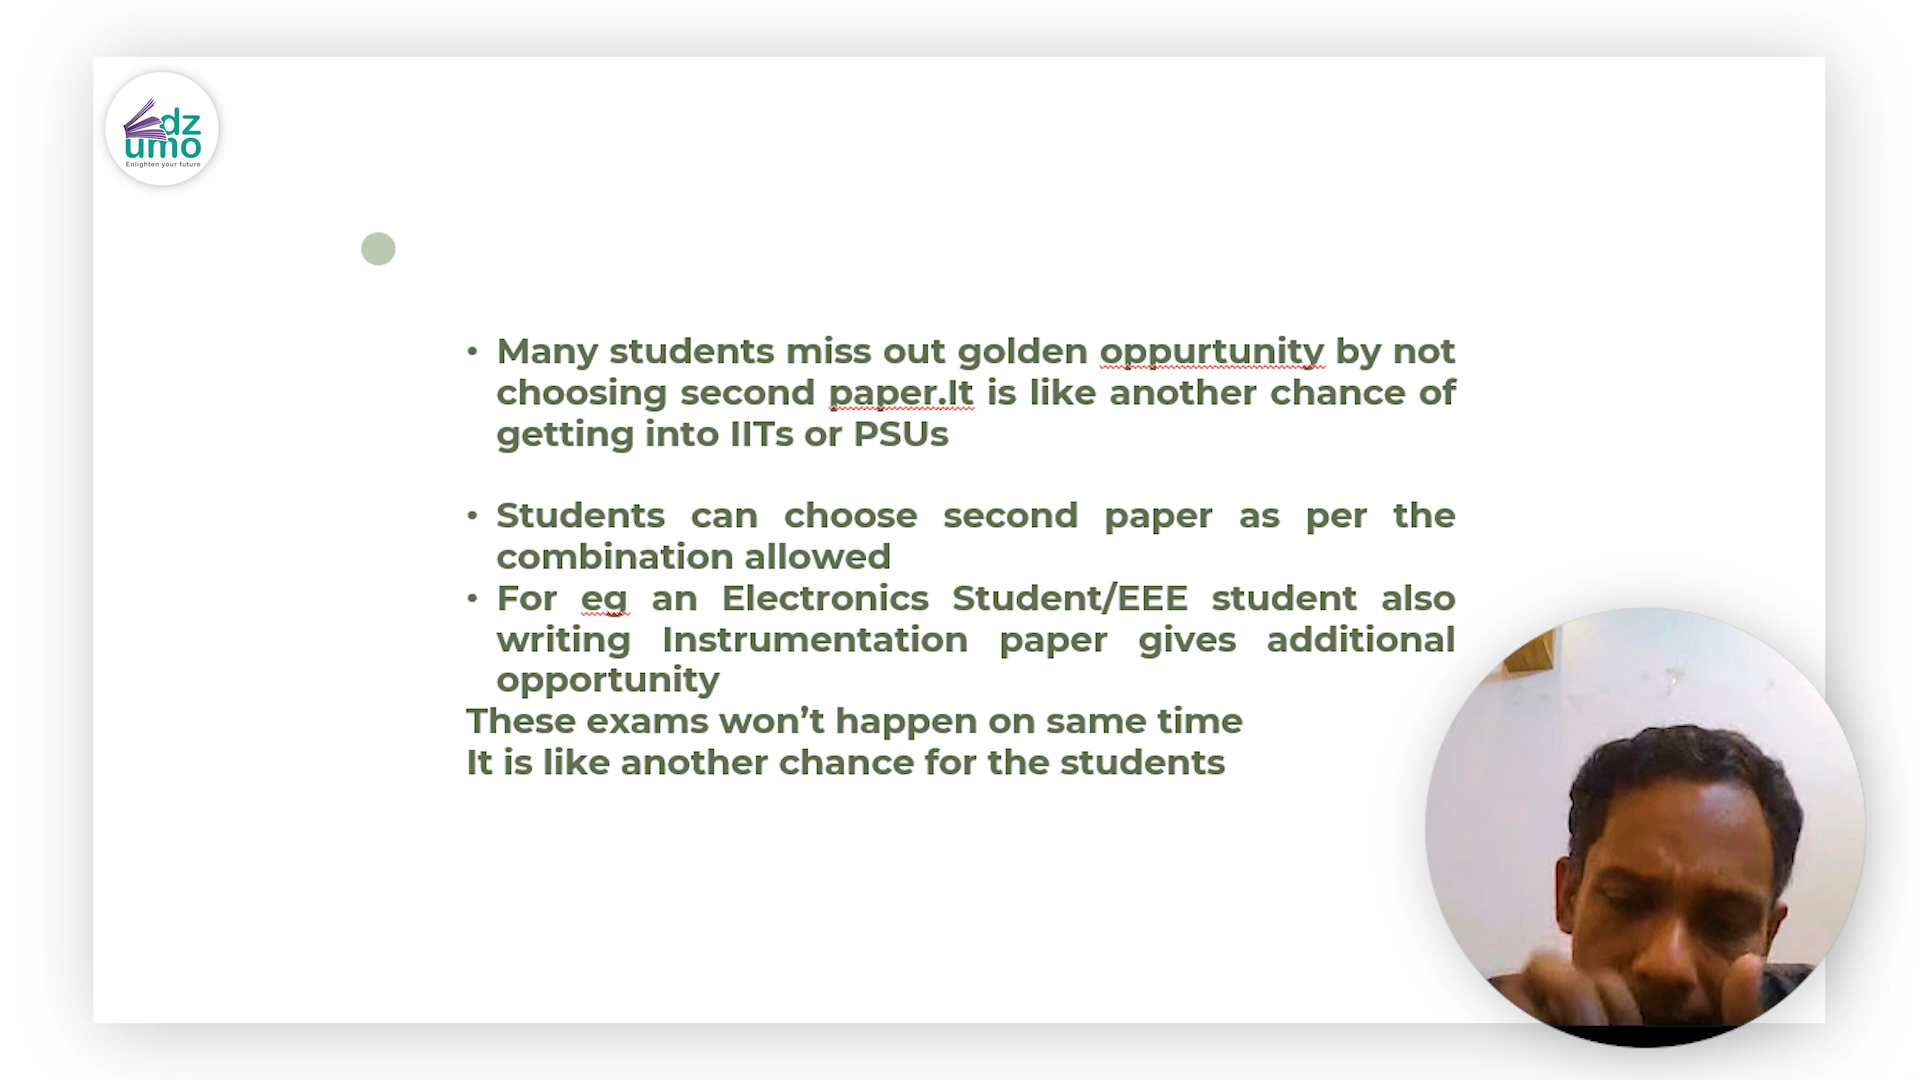 dz
umo
Enlighten your future
• Many students miss out golden oppurtunity by not
choosing second paper.It is like another chance of
getting into IITs or PSUs
• Students can choose second paper as per the
combination allowed
• For eg an Electronics Student/EEE student also
writing Instrumentation paper gives additional
opportunity
These exams won’t happen on same time
It is like another chance for the students